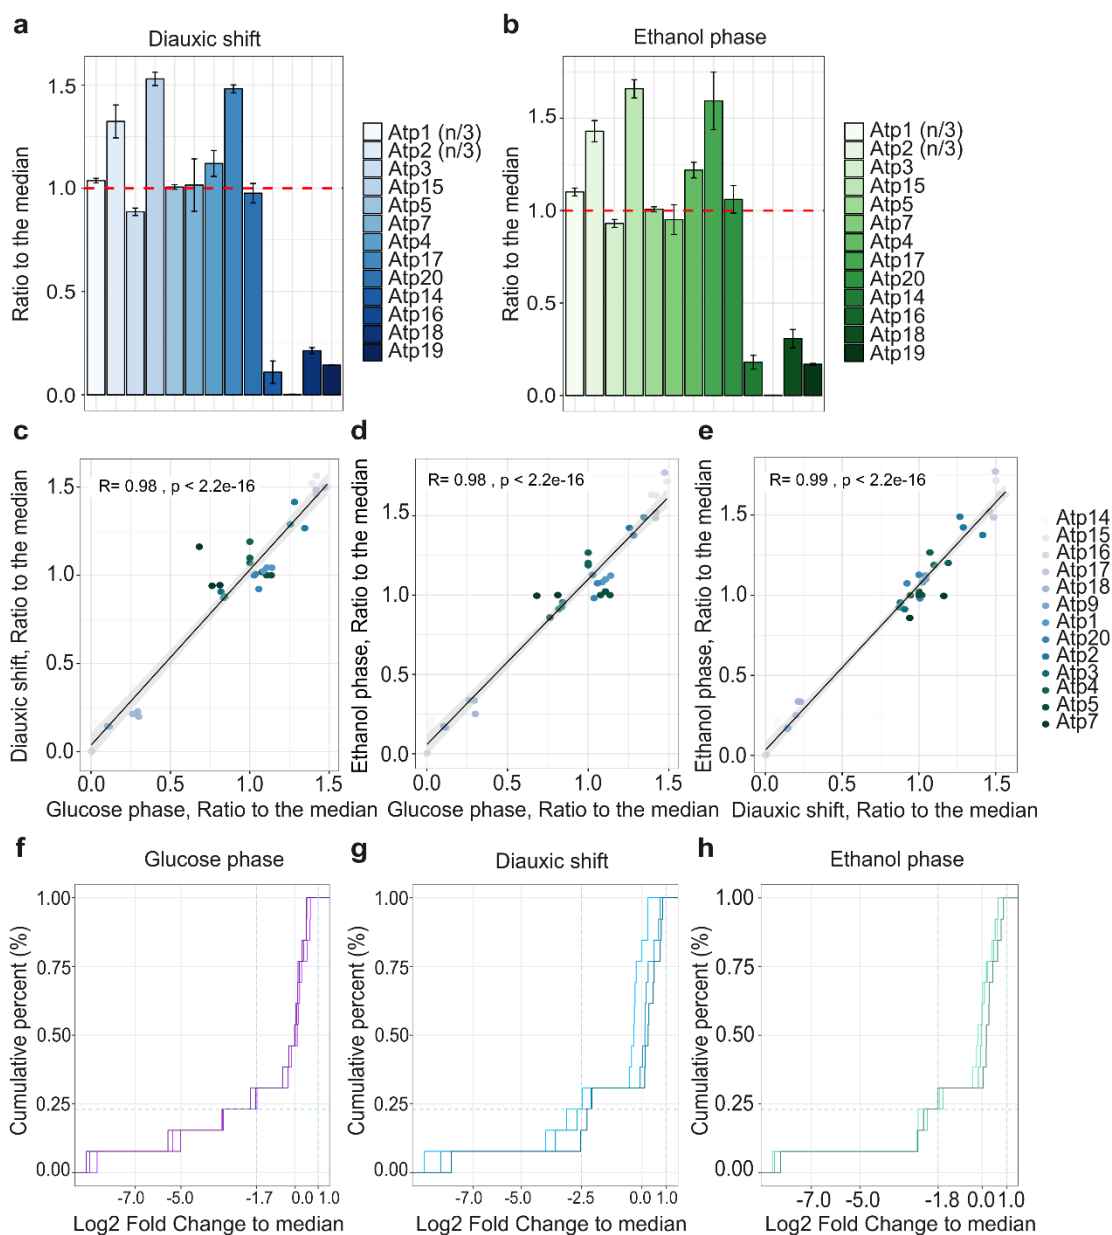 a
Diauxic shift
Ratio to the median
1.5
1.0
0.5
0.0
Atp1 (n/3)
Atp2 (n/3)
Atp3
Atp15
Atp5
Atp7
Atp4
Atp17
Atp20
Atp14
Atp16
Atp18
Atp19
b
Ethanol phase
Ratio to the median
1.5
1.0
0.5
0.0
Atp1 (n/3)
Atp2 (n/3)
Atp3
Atp15
Atp5
Atp7
Atp4
Atp17
Atp20
Atp14
Atp16
Atp18
Atp19
c
R= 0.98 , p < 2.2e-16
Diauxic shift, Ratio to the median
1.5
1.0
0.5
0.0
0.0 0.5 1.0 1.5
Glucose phase, Ratio to the median
d
R= 0.98 , p < 2.2e-16
Ethanol phase, Ratio to the median
1.5
1.0
0.5
0.0
0.0 0.5 1.0 1.5
Glucose phase, Ratio to the median
e
R= 0.99 , p < 2.2e-16
Ethanol phase, Ratio to the median
1.5
1.0
0.5
0.0
0.0 0.5 1.0 1.5
Diauxic shift, Ratio to the median
Atp14
Atp15
Atp16
Atp17
Atp18
Atp9
Atp1
Atp20
Atp2
Atp3
Atp4
Atp5
Atp7
f
Glucose phase
Cumulative percent (%)
1.00
0.75
0.50
0.25
0.00
-7.0 -5.0 -1.7 0.0 1.0
Log2 Fold Change to median
g
Diauxic shift
Cumulative percent (%)
1.00
0.75
0.50
0.25
0.00
-7.0 -5.0 -2.5 0.0 1.0
Log2 Fold Change to median
h
Ethanol phase
Cumulative percent (%)
1.00
0.75
0.50
0.25
0.00
-7.0 -5.0 -1.8 0.0 1.0
Log2 Fold Change to median